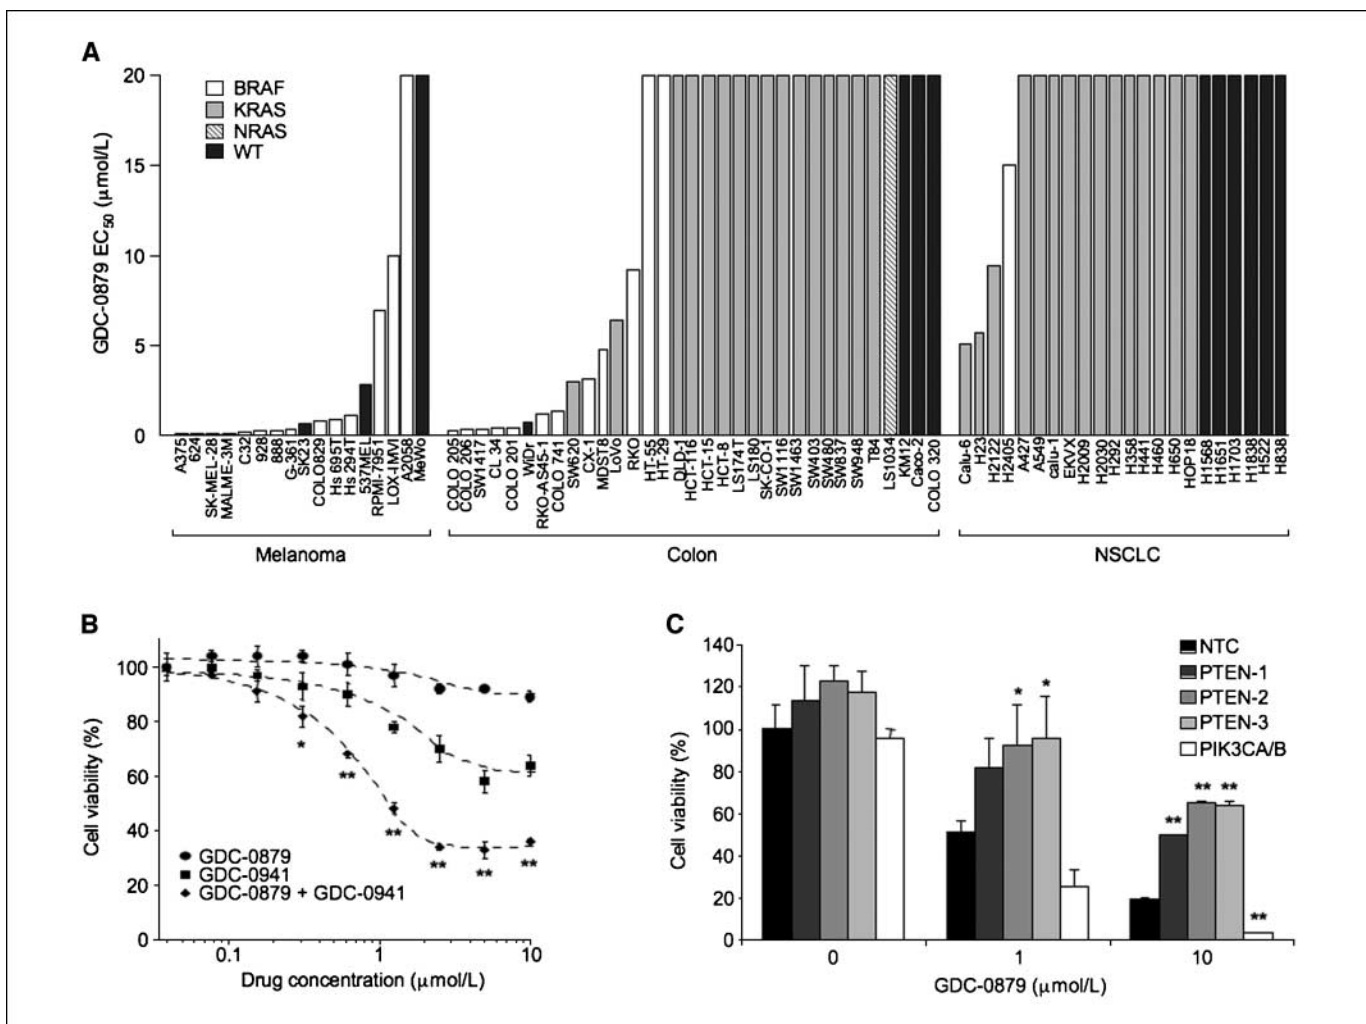 A
20
15
10
5
0
GDC-0879 EC50 (μmol/L)
BRAF
KRAS
NRAS
WT
A375
624
SK-MEL-28
MALME-3M
C32
928
888
G-361
SK23
COLO829
Hs 695T
Hs 294T
537MEL
RPMI-7951
LOX-IMVI
A2058
MeWo
COLO 205
COLO 206
SW1417
CL 34
COLO 201
WiDr
RKO-AS45-1
COLO 741
SW620
CX-1
MDST8
LoVo
RKO
HT-55
HT-29
DLD-1
HCT-116
HCT-15
HCT-8
LS174T
LS180
SK-CO-1
SW1116
SW1463
SW403
SW480
SW837
SW948
T84
LS1034
KM12
Caco-2
COLO 320
Calu-6
H23
H2122
H2405
A427
A549
calu-1
EKVX
H2009
H2030
H292
H358
H441
H460
H650
HOP18
H1568
H1651
H1703
H1838
H522
H838
Melanoma
Colon
NSCLC
B
100
80
60
40
20
0
Cell viability (%)
*
**
**
**
**
**
GDC-0879
GDC-0941
GDC-0879 + GDC-0941
0.1
1
10
Drug concentration (μmol/L)
C
140
120
100
80
60
40
20
0
Cell viability (%)
NTC
PTEN-1
PTEN-2
PTEN-3
PIK3CA/B
*
*
**
**
**
**
0
1
10
GDC-0879 (μmol/L)